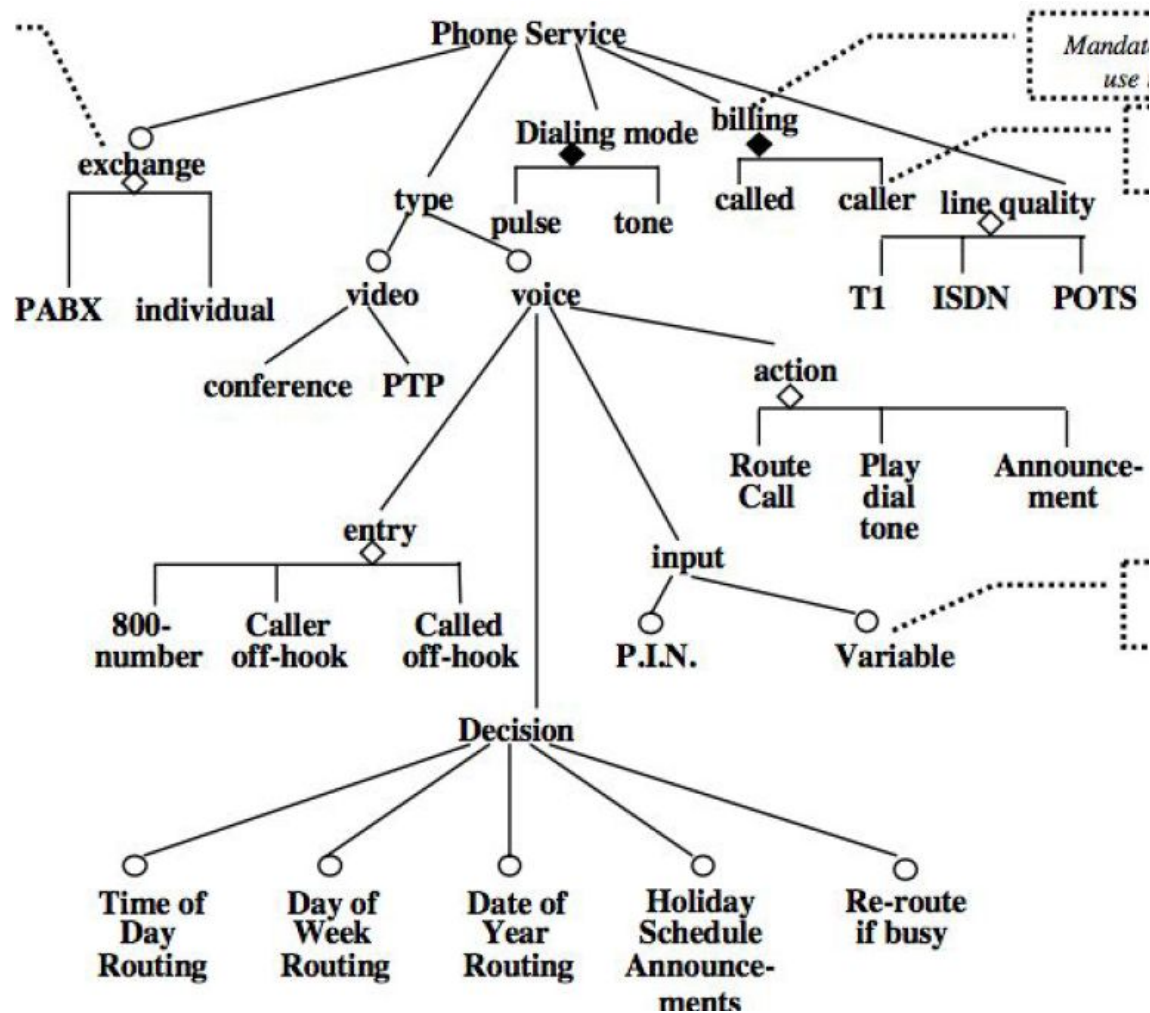 Phone Service
Mandat
use
exchange
Dialing mode
billing
type
pulse
tone
called
caller
line quality
PABX
individual
video
voice
T1
ISDN
POTS
conference
PTP
action
Route
Call
Play
dial
tone
Announce-
ment
entry
input
800-
number
Caller
off-hook
Called
off-hook
P.I.N.
Variable
Decision
Time of
Day
Routing
Day of
Week
Routing
Date of
Year
Routing
Holiday
Schedule
Announce-
ments
Re-route
if busy